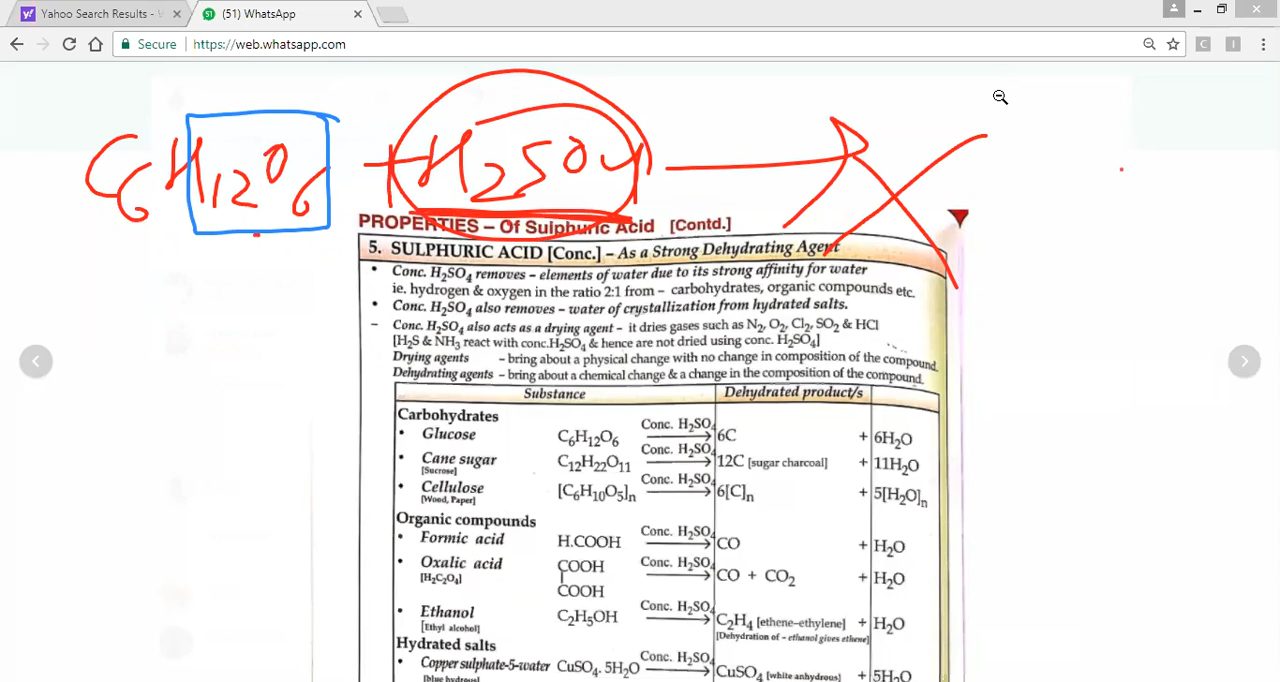 Yahoo Search Results - W
(51) WhatsApp
Secure https://web.whatsapp.com
C6H12O6 + H2SO4 →
PROPERTIES – Of Sulphuric Acid [Contd.]
5. SULPHURIC ACID [Conc.] – As a Strong Dehydrating Agent
• Conc. H2SO4 removes – elements of water due to its strong affinity for water
ie. hydrogen & oxygen in the ratio 2:1 from – carbohydrates, organic compounds etc.
• Conc. H2SO4 also removes – water of crystallization from hydrated salts.
– Conc. H2SO4 also acts as a drying agent – it dries gases such as N2, O2, Cl2, SO2 & HCl
[H2S & NH3 react with conc.H2SO4 & hence are not dried using conc. H2SO4]
Drying agents – bring about a physical change with no change in composition of the compound.
Dehydrating agents – bring about a chemical change & a change in the composition of the compound.
Substance Dehydrated product/s
Carbohydrates
• Glucose C6H12O6 Conc. H2SO4 → 6C + 6H2O
• Cane sugar C12H22O11 Conc. H2SO4 → 12C [sugar charcoal] + 11H2O
[Sucrose]
• Cellulose [C6H10O5]n Conc. H2SO4 → 6[C]n + 5[H2O]n
[Wood, Paper]
Organic compounds
• Formic acid H.COOH Conc. H2SO4 → CO + H2O
• Oxalic acid COOH Conc. H2SO4 → CO + CO2 + H2O
[H2C2O4] COOH
• Ethanol C2H5OH Conc. H2SO4 → C2H4 [ethene-ethylene] + H2O
[Ethyl alcohol] [Dehydration of - ethanol gives ethene]
Hydrated salts
• Copper sulphate-5-water CuSO4. 5H2O Conc. H2SO4 → CuSO4 [white anhydrous] + 5H2O
[blue hydrous]